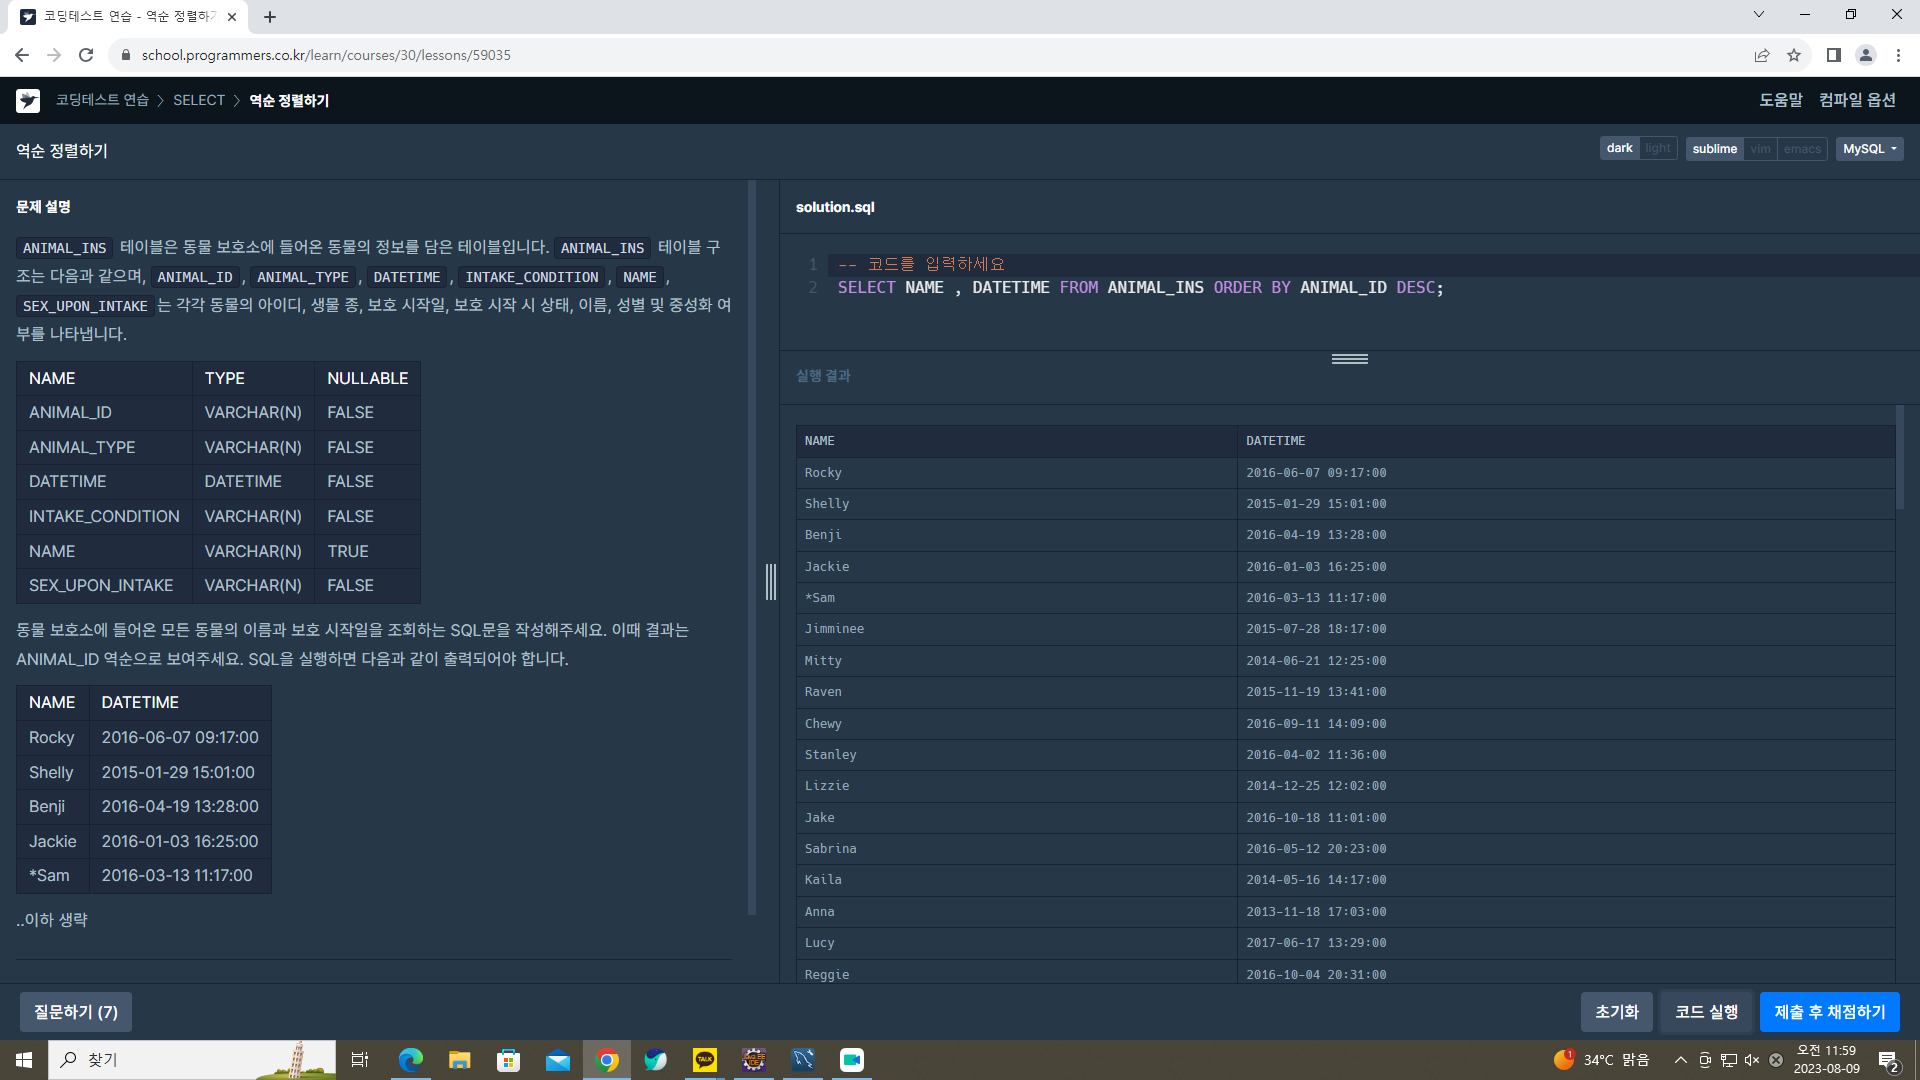 코딩테스트 연습 - 역순 정렬하기
school.programmers.co.kr/learn/courses/30/lessons/59035
코딩테스트 연습 SELECT 역순 정렬하기
도움말 컴파일 옵션
역순 정렬하기
dark light sublime vim emacs MySQL
문제 설명
ANIMAL_INS 테이블은 동물 보호소에 들어온 동물의 정보를 담은 테이블입니다. ANIMAL_INS 테이블 구
조는 다음과 같으며, ANIMAL_ID, ANIMAL_TYPE, DATETIME, INTAKE_CONDITION, NAME,
SEX_UPON_INTAKE는 각각 동물의 아이디, 생물 종, 보호 시작일, 보호 시작 시 상태, 이름, 성별 및 중성화 여
부를 나타냅니다.
NAME TYPE NULLABLE
ANIMAL_ID VARCHAR(N) FALSE
ANIMAL_TYPE VARCHAR(N) FALSE
DATETIME DATETIME FALSE
INTAKE_CONDITION VARCHAR(N) FALSE
NAME VARCHAR(N) TRUE
SEX_UPON_INTAKE VARCHAR(N) FALSE
동물 보호소에 들어온 모든 동물의 이름과 보호 시작일을 조회하는 SQL문을 작성해주세요. 이때 결과는
ANIMAL_ID 역순으로 보여주세요. SQL을 실행하면 다음과 같이 출력되어야 합니다.
NAME DATETIME
Rocky 2016-06-07 09:17:00
Shelly 2015-01-29 15:01:00
Benji 2016-04-19 13:28:00
Jackie 2016-01-03 16:25:00
*Sam 2016-03-13 11:17:00
..이하 생략
solution.sql
1 -- 코드를 입력하세요
2 SELECT NAME , DATETIME FROM ANIMAL_INS ORDER BY ANIMAL_ID DESC;
실행 결과
NAME DATETIME
Rocky 2016-06-07 09:17:00
Shelly 2015-01-29 15:01:00
Benji 2016-04-19 13:28:00
Jackie 2016-01-03 16:25:00
*Sam 2016-03-13 11:17:00
Jimminee 2015-07-28 18:17:00
Mitty 2014-06-21 12:25:00
Raven 2015-11-19 13:41:00
Chewy 2016-09-11 14:09:00
Stanley 2016-04-02 11:36:00
Lizzie 2014-12-25 12:02:00
Jake 2016-10-18 11:01:00
Sabrina 2016-05-12 20:23:00
Kaila 2014-05-16 14:17:00
Anna 2013-11-18 17:03:00
Lucy 2017-06-17 13:29:00
Reggie 2016-10-04 20:31:00
질문하기 (7)
초기화 코드 실행 제출 후 채점하기
찾기
TALK
1 34°C 맑음
오전 11:59
2023-08-09
2